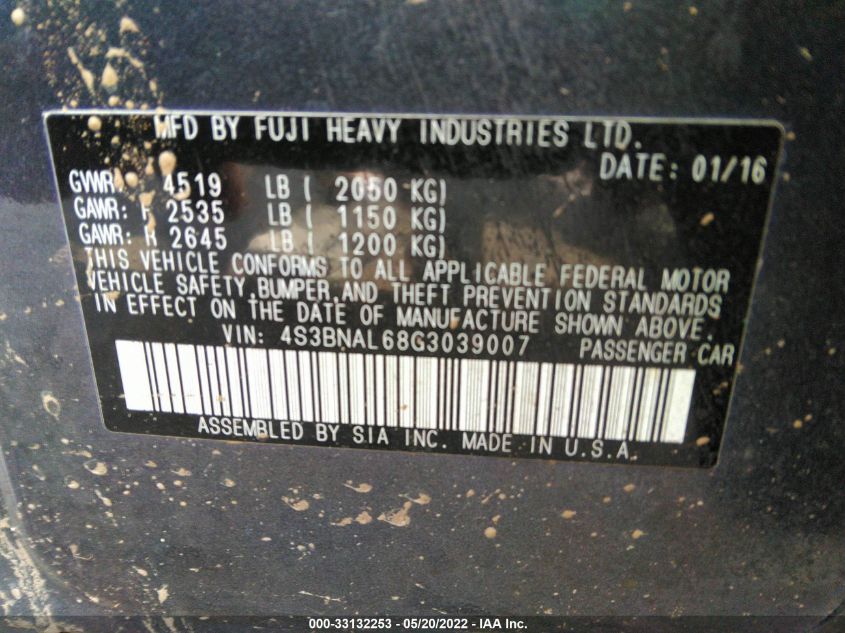 MFD BY FUJI HEAVY INDUSTRIES LTD.
DATE: 01/16
GVWR: 4519 LB ( 2050 KG)
GAWR: F 2535 LB ( 1150 KG)
GAWR: R 2645 LB ( 1200 KG)
THIS VEHICLE CONFORMS TO ALL APPLICABLE FEDERAL MOTOR
VEHICLE SAFETY, BUMPER, AND THEFT PREVENTION STANDARDS
IN EFFECT ON THE DATE OF MANUFACTURE SHOWN ABOVE.
VIN: 4S3BNAL68G3039007 PASSENGER CAR
ASSEMBLED BY SIA INC. MADE IN U.S.A.
000-33132253 - 05/20/2022 - IAA Inc.